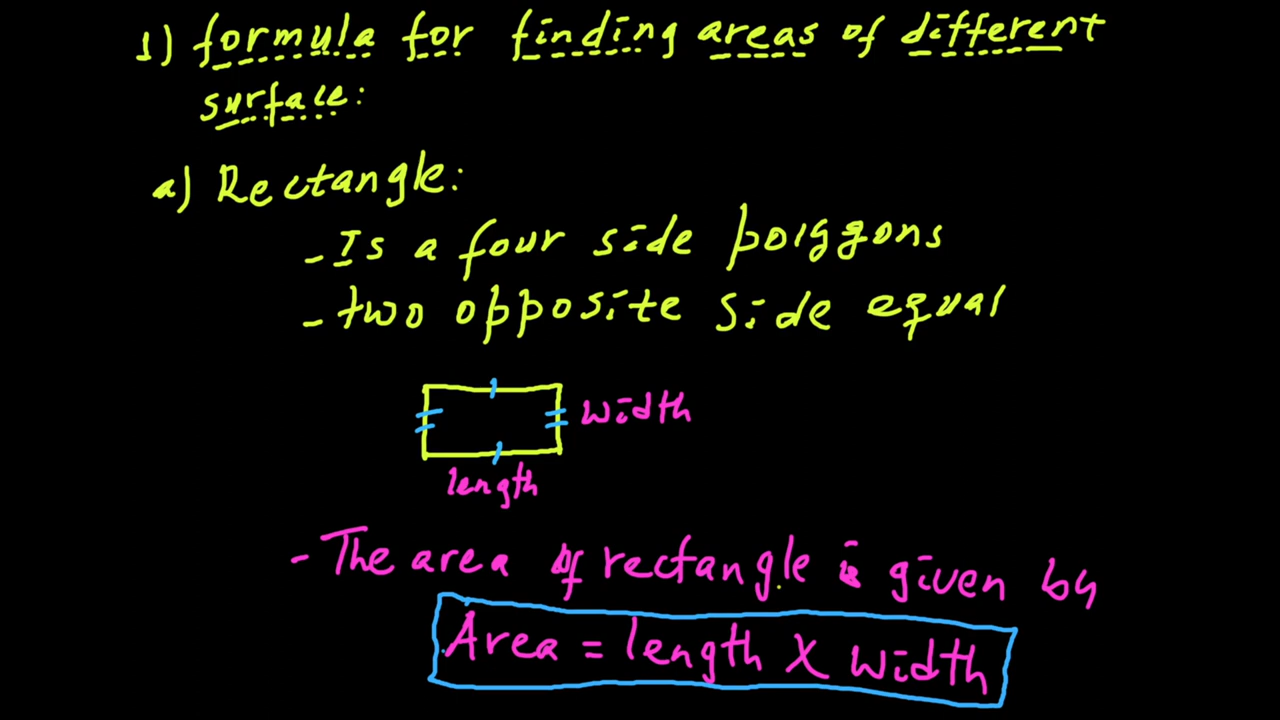 1) formula for finding areas of different
surface:
a) Rectangle:
- Is a four side polggons
- two opposite side equal
width
length
- The area of rectangle is given by
Area = length X width